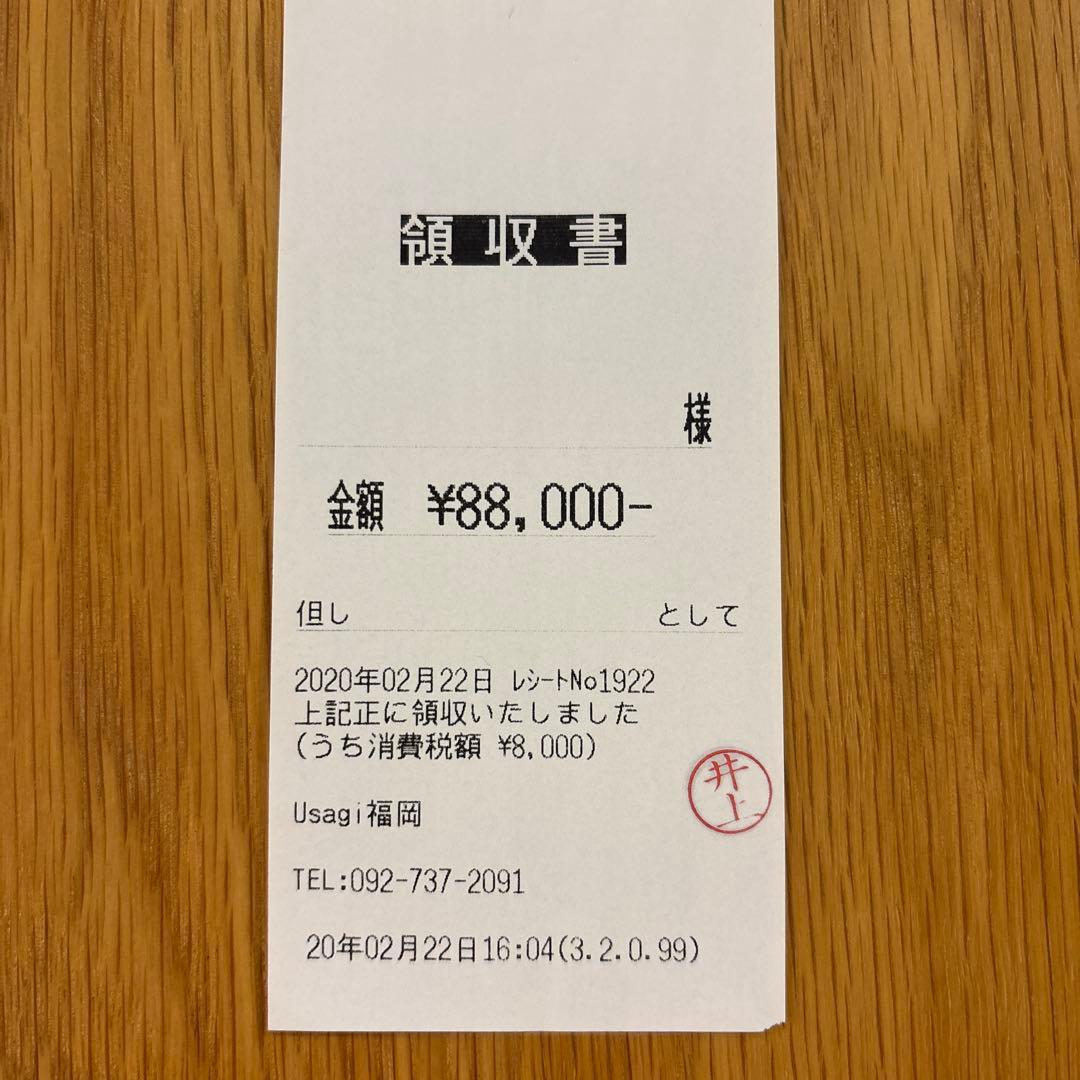 領収書
様
金額 ¥88,000-
但し として
2020年02月22日 ﾚｼｰﾄNo1922
上記正に領収いたしました
(うち消費税額 ¥8,000)
井上
Usagi福岡
TEL:092-737-2091
20年02月22日16:04(3.2.0.99)